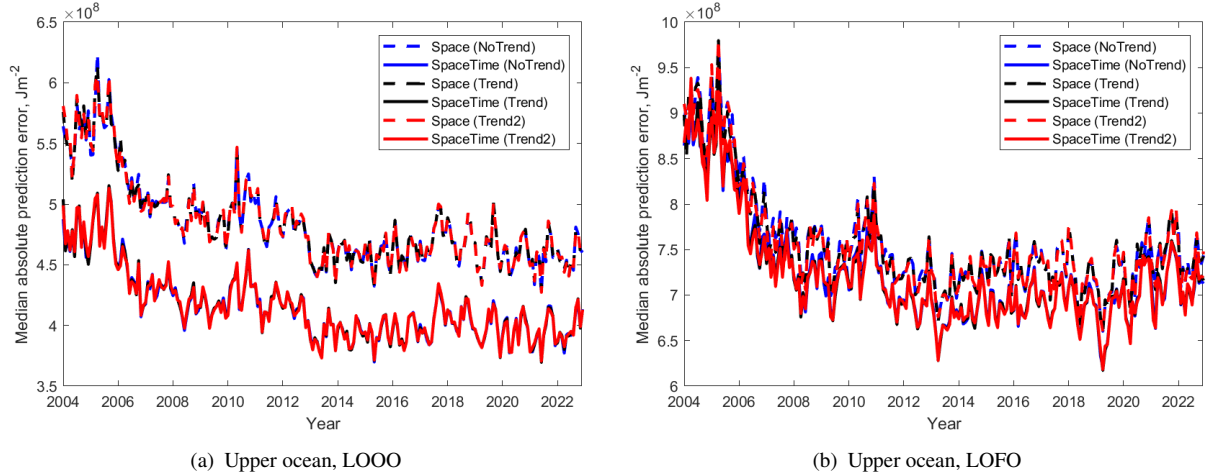 ×10⁸
6.5
6
5.5
5
4.5
4
3.5
Median absolute prediction error, Jm⁻²
Space (NoTrend)
SpaceTime (NoTrend)
Space (Trend)
SpaceTime (Trend)
Space (Trend2)
SpaceTime (Trend2)
2004 2006 2008 2010 2012 2014 2016 2018 2020 2022
Year
(a) Upper ocean, LOOO
×10⁸
10
9.5
9
8.5
8
7.5
7
6.5
6
Median absolute prediction error, Jm⁻²
Space (NoTrend)
SpaceTime (NoTrend)
Space (Trend)
SpaceTime (Trend)
Space (Trend2)
SpaceTime (Trend2)
2004 2006 2008 2010 2012 2014 2016 2018 2020 2022
Year
(b) Upper ocean, LOFO